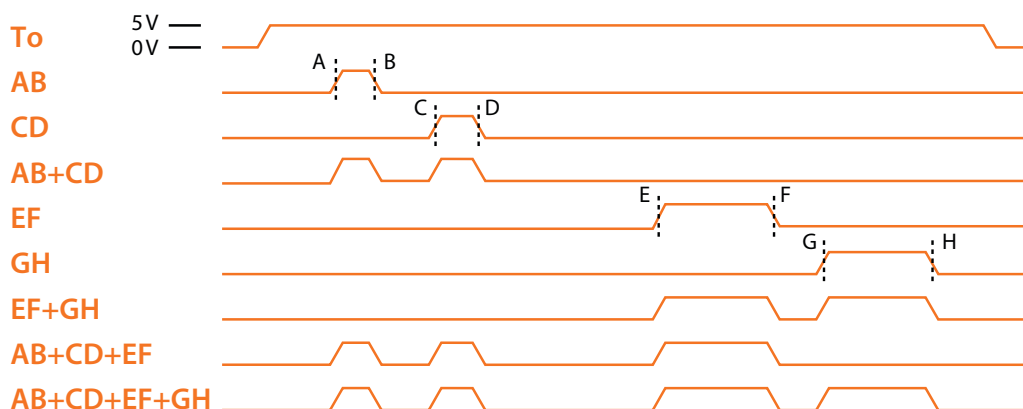 To 5V
0V
AB A B
CD C D
AB+CD
EF E F
GH G H
EF+GH
AB+CD+EF
AB+CD+EF+GH